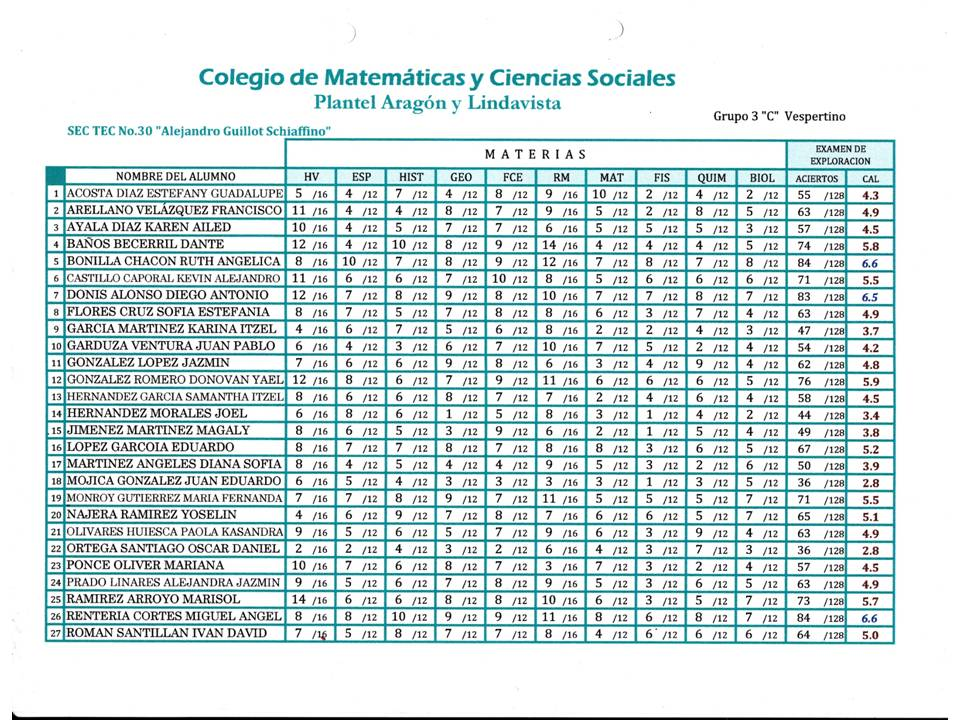 Colegio de Matemáticas y Ciencias Sociales
Plantel Aragón y Lindavista
Grupo 3 "C" Vespertino
SEC TEC No.30 "Alejandro Guillot Schiaffino"
MATERIAS EXAMEN DE EXPLORACION
NOMBRE DEL ALUMNO HV ESP HIST GEO FCE RM MAT FIS QUIM BIOL ACIERTOS CAL
1 ACOSTA DIAZ ESTEFANY GUADALUPE 5 /16 4 /12 7 /12 4 /12 8 /12 9 /16 10 /12 2 /12 4 /12 2 /12 55 /128 4.3
2 ARELLANO VELÁZQUEZ FRANCISCO 11 /16 4 /12 4 /12 8 /12 7 /12 9 /16 5 /12 2 /12 8 /12 5 /12 63 /128 4.9
3 AYALA DIAZ KAREN AILED 10 /16 4 /12 5 /12 7 /12 7 /12 6 /16 5 /12 5 /12 5 /12 3 /12 57 /128 4.5
4 BAÑOS BECERRIL DANTE 12 /16 4 /12 10 /12 8 /12 9 /12 14 /16 4 /12 4 /12 4 /12 5 /12 74 /128 5.8
5 BONILLA CHACON RUTH ANGELICA 8 /16 10 /12 7 /12 8 /12 9 /12 12 /16 7 /12 8 /12 7 /12 8 /12 84 /128 6.6
6 CASTILLO CAPORAL KEVIN ALEJANDRO 11 /16 6 /12 6 /12 7 /12 10 /12 8 /16 5 /12 6 /12 6 /12 6 /12 71 /128 5.5
7 DONIS ALONSO DIEGO ANTONIO 12 /16 7 /12 8 /12 9 /12 8 /12 10 /16 7 /12 7 /12 8 /12 7 /12 83 /128 6.5
8 FLORES CRUZ SOFIA ESTEFANIA 8 /16 7 /12 5 /12 7 /12 8 /12 8 /16 6 /12 3 /12 7 /12 4 /12 63 /128 4.9
9 GARCIA MARTINEZ KARINA ITZEL 4 /16 6 /12 7 /12 5 /12 6 /12 8 /16 2 /12 2 /12 4 /12 3 /12 47 /128 3.7
10 GARDUZA VENTURA JUAN PABLO 6 /16 4 /12 3 /12 6 /12 7 /12 10 /16 7 /12 5 /12 2 /12 4 /12 54 /128 4.2
11 GONZALEZ LOPEZ JAZMIN 7 /16 6 /12 6 /12 9 /12 8 /12 6 /16 3 /12 4 /12 9 /12 4 /12 62 /128 4.8
12 GONZALEZ ROMERO DONOVAN YAEL 12 /16 8 /12 6 /12 7 /12 9 /12 11 /16 6 /12 6 /12 6 /12 5 /12 76 /128 5.9
13 HERNANDEZ GARCIA SAMANTHA ITZEL 8 /16 6 /12 6 /12 8 /12 7 /12 7 /16 2 /12 4 /12 6 /12 4 /12 58 /128 4.5
14 HERNANDEZ MORALES JOEL 6 /16 8 /12 6 /12 1 /12 5 /12 8 /16 3 /12 1 /12 4 /12 2 /12 44 /128 3.4
15 JIMENEZ MARTINEZ MAGALY 8 /16 6 /12 5 /12 3 /12 9 /12 6 /16 2 /12 1 /12 5 /12 4 /12 49 /128 3.8
16 LOPEZ GARCOIA EDUARDO 8 /16 7 /12 7 /12 8 /12 7 /12 8 /16 8 /12 3 /12 6 /12 5 /12 67 /128 5.2
17 MARTINEZ ANGELES DIANA SOFIA 8 /16 4 /12 5 /12 4 /12 4 /12 9 /16 5 /12 3 /12 2 /12 6 /12 50 /128 3.9
18 MOJICA GONZALEZ JUAN EDUARDO 6 /16 5 /12 4 /12 3 /12 3 /12 3 /16 3 /12 1 /12 3 /12 5 /12 36 /128 2.8
19 MONROY GUTIERREZ MARIA FERNANDA 7 /16 7 /12 8 /12 9 /12 7 /12 11 /16 5 /12 5 /12 5 /12 7 /12 71 /128 5.5
20 NAJERA RAMIREZ YOSELIN 4 /16 6 /12 9 /12 7 /12 8 /12 7 /16 6 /12 6 /12 5 /12 7 /12 65 /128 5.1
21 OLIVARES HUIESCA PAOLA KASANDRA 9 /16 5 /12 6 /12 5 /12 7 /12 9 /16 6 /12 3 /12 9 /12 4 /12 63 /128 4.9
22 ORTEGA SANTIAGO OSCAR DANIEL 2 /16 2 /12 4 /12 3 /12 2 /12 6 /16 4 /12 3 /12 7 /12 3 /12 36 /128 2.8
23 PONCE OLIVER MARIANA 10 /16 7 /12 6 /12 8 /12 7 /12 3 /16 7 /12 3 /12 2 /12 4 /12 57 /128 4.5
24 PRADO LINARES ALEJANDRA JAZMIN 9 /16 5 /12 6 /12 7 /12 8 /12 9 /16 5 /12 3 /12 6 /12 5 /12 63 /128 4.9
25 RAMIREZ ARROYO MARISOL 14 /16 6 /12 6 /12 8 /12 8 /12 10 /16 6 /12 3 /12 5 /12 7 /12 73 /128 5.7
26 RENTERIA CORTES MIGUEL ANGEL 8 /16 8 /12 10 /12 9 /12 9 /12 11 /16 8 /12 6 /12 8 /12 7 /12 84 /128 6.6
27 ROMAN SANTILLAN IVAN DAVID 7 /16 5 /12 8 /12 7 /12 7 /12 8 /16 4 /12 6 /12 6 /12 6 /12 64 /128 5.0